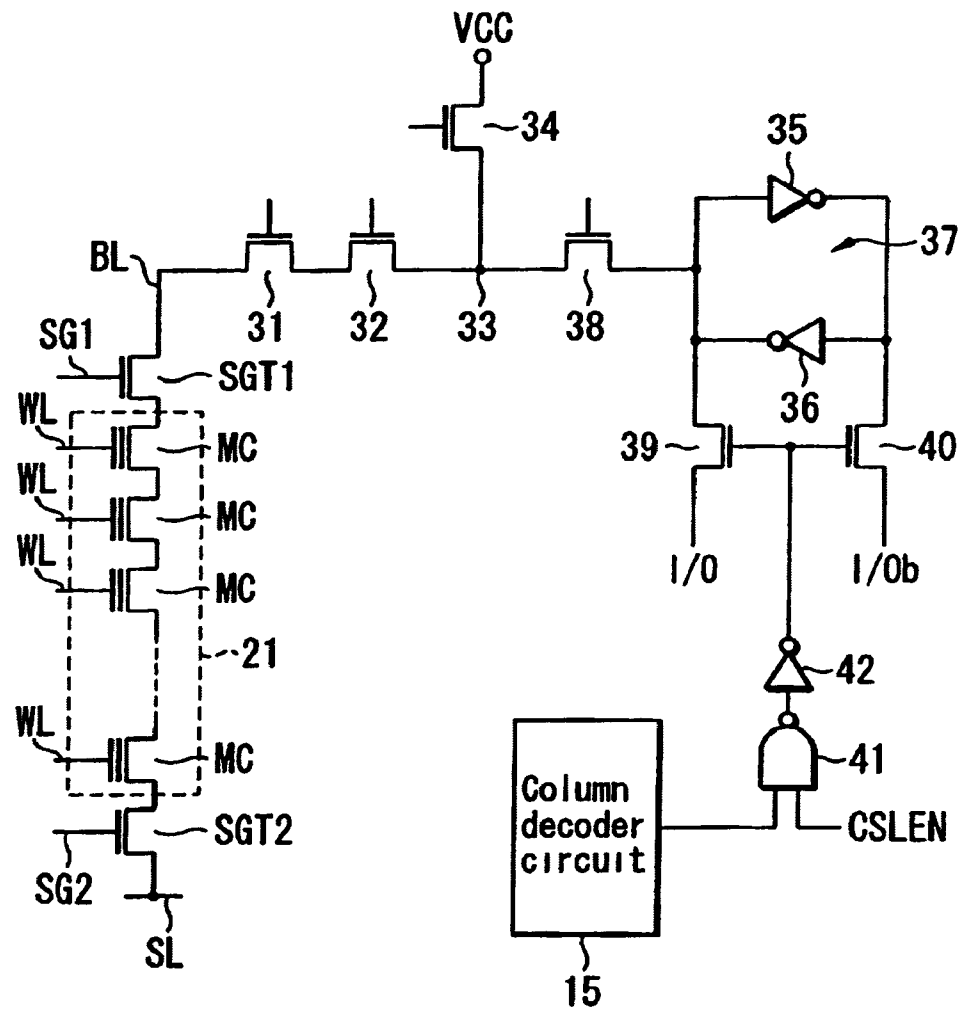 VCC
34
35
37
BL
31
32
33
38
SG1
SGT1
36
WL
MC
39
40
WL
MC
WL
MC
I/O
I/Ob
21
42
WL
MC
41
Column
decoder
circuit
CSLEN
SGT2
SG2
SL
15